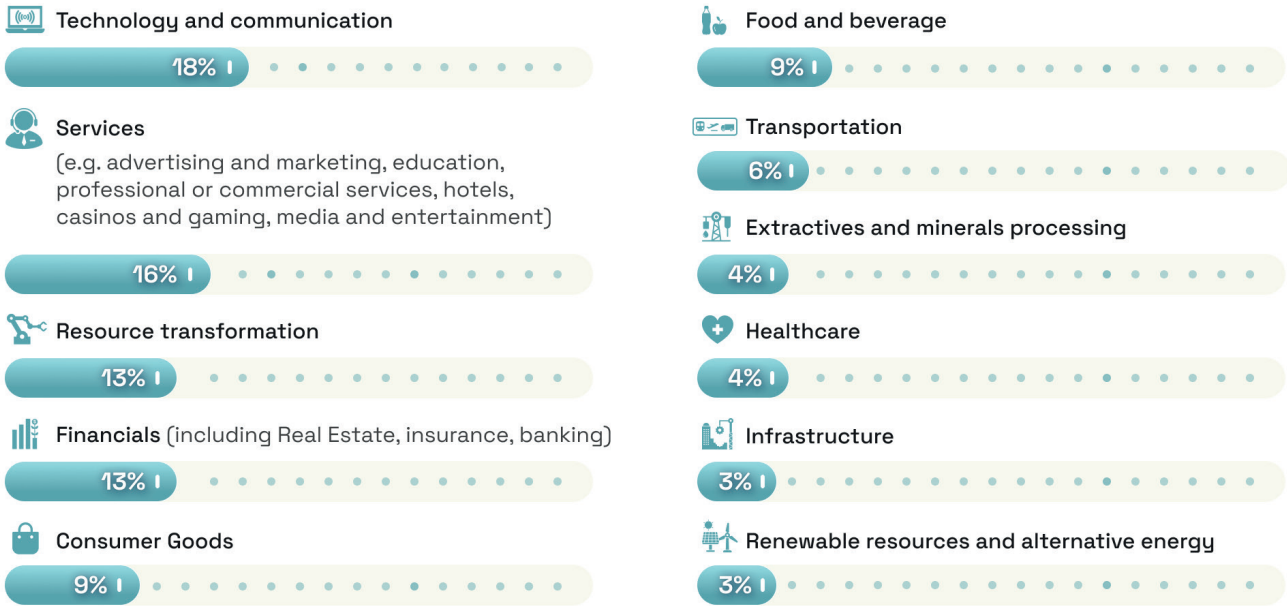 Technology and communication
18%
Services
(e.g. advertising and marketing, education,
professional or commercial services, hotels,
casinos and gaming, media and entertainment)
16%
Resource transformation
13%
Financials (including Real Estate, insurance, banking)
13%
Consumer Goods
9%
Food and beverage
9%
Transportation
6%
Extractives and minerals processing
4%
Healthcare
4%
Infrastructure
3%
Renewable resources and alternative energy
3%